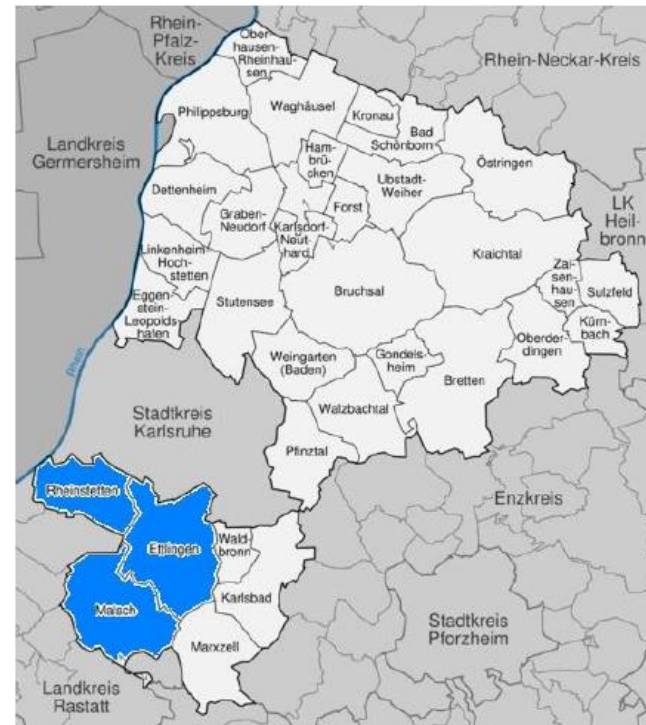 Rhein-
Pfalz-
Kreis
Ober
hausen-
Rheinhau-
sen
Rhein-Neckar-Kreis
Philippsburg
Waghäusel
Kronau
Bad
Schönborn
Landkreis
Germersheim
Ham-
brü-
cken
Östringen
Dettenheim
Ubstadt-
Weiher
LK
Heil-
bronn
Graben-
Neudorf
Forst
Karlsdorf-
Neut-
hard
Kraichtal
Linkenheim-
Hoch-
stetten
Zai-
sen-
hau-
sen
Sulzfeld
Eggen-
stein-
Leopolds-
hafen
Stutensee
Bruchsal
Kürn-
bach
Oberder-
dingen
Rhein
Weingarten
(Baden)
Gondels-
heim
Bretten
Stadtkreis
Karlsruhe
Walzbachtal
Pfinztal
Rheinstetten
Enzkreis
Ettlingen
Wald-
bronn
Malsch
Karlsbad
Stadtkreis
Pforzheim
Marxzell
Landkreis
Rastatt